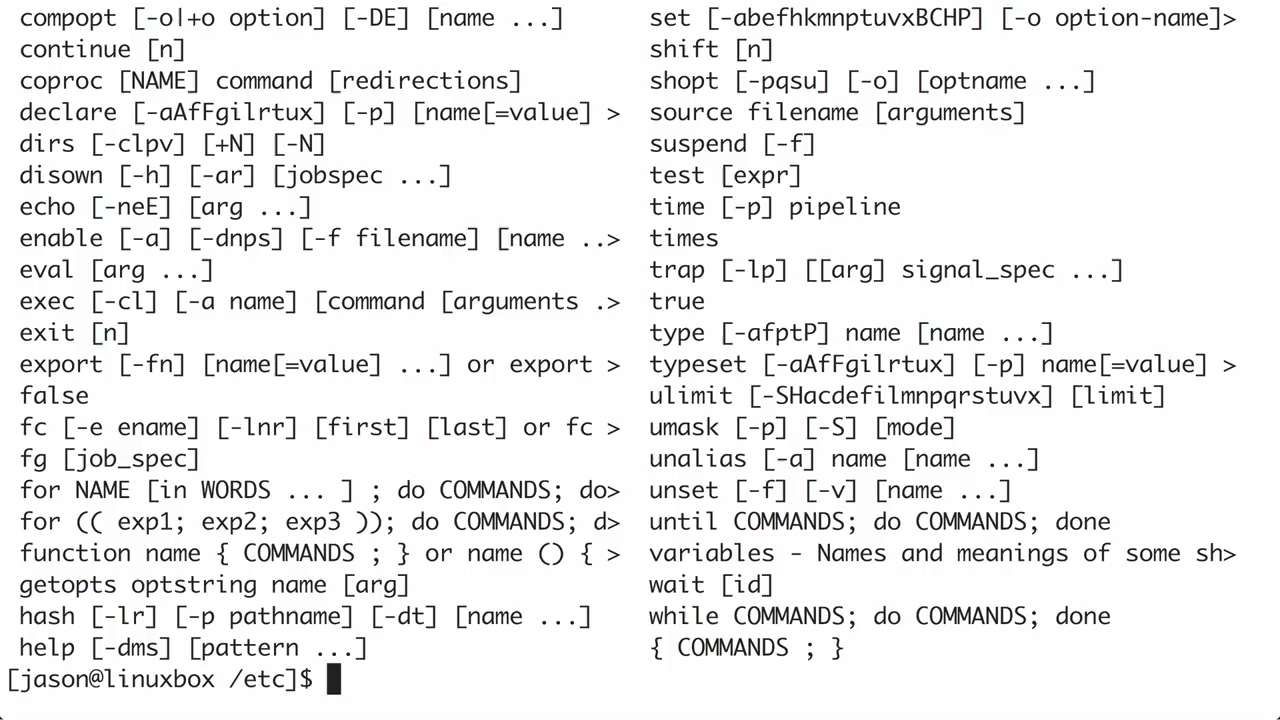 compopt [-o|+o option] [-DE] [name ...] set [-abefhkmnptuvxBCHP] [-o option-name]>
continue [n] shift [n]
coproc [NAME] command [redirections] shopt [-pqsu] [-o] [optname ...]
declare [-aAfFgilrtux] [-p] [name[=value] > source filename [arguments]
dirs [-clpv] [+N] [-N] suspend [-f]
disown [-h] [-ar] [jobspec ...] test [expr]
echo [-neE] [arg ...] time [-p] pipeline
enable [-a] [-dnps] [-f filename] [name ..> times
eval [arg ...] trap [-lp] [[arg] signal_spec ...]
exec [-cl] [-a name] [command [arguments .> true
exit [n] type [-afptP] name [name ...]
export [-fn] [name[=value] ...] or export > typeset [-aAfFgilrtux] [-p] name[=value] >
false ulimit [-SHacdefilmnpqrstuvx] [limit]
fc [-e ename] [-lnr] [first] [last] or fc > umask [-p] [-S] [mode]
fg [job_spec] unalias [-a] name [name ...]
for NAME [in WORDS ... ] ; do COMMANDS; do> unset [-f] [-v] [name ...]
for (( exp1; exp2; exp3 )); do COMMANDS; d> until COMMANDS; do COMMANDS; done
function name { COMMANDS ; } or name () { > variables - Names and meanings of some sh>
getopts optstring name [arg] wait [id]
hash [-lr] [-p pathname] [-dt] [name ...] while COMMANDS; do COMMANDS; done
help [-dms] [pattern ...] { COMMANDS ; }
[jason@linuxbox /etc]$